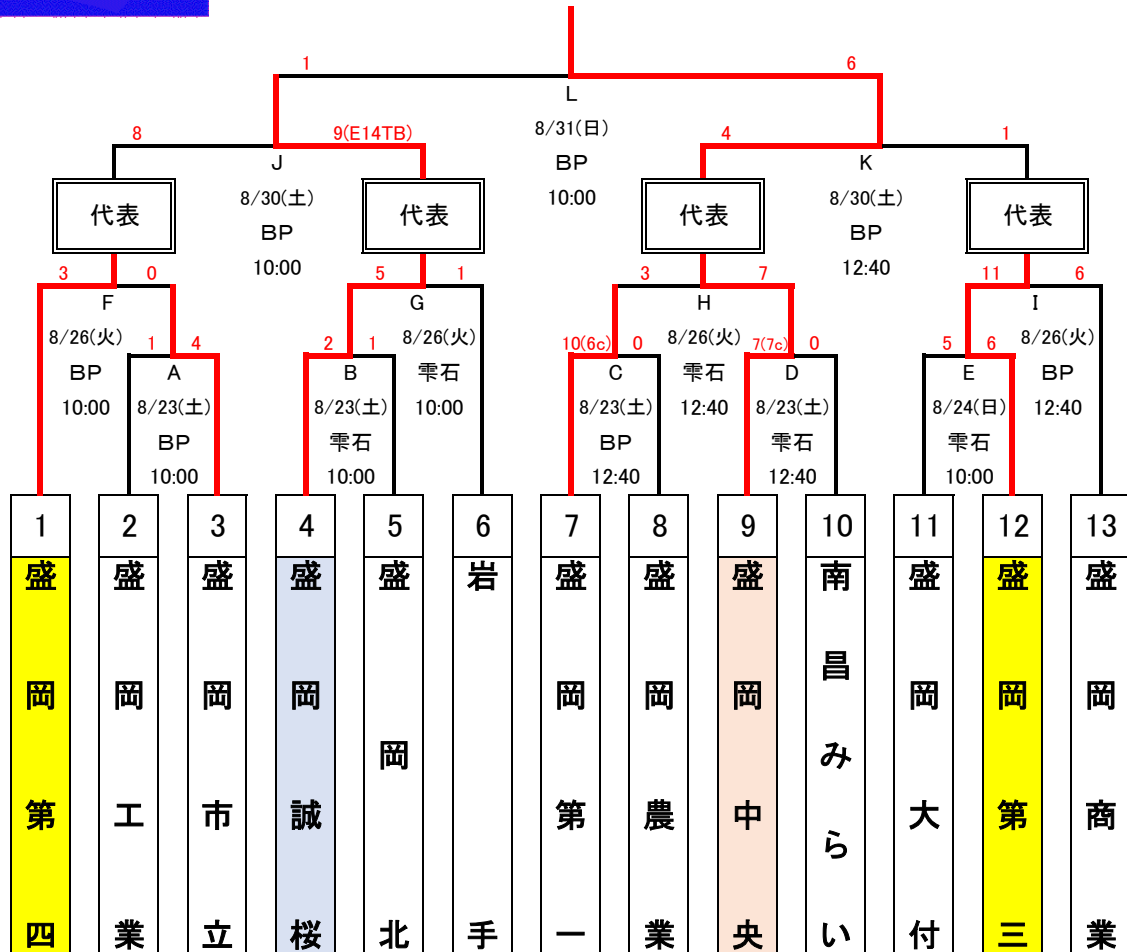 1 6
L
8/31(日)
BP
10:00
8 9(E14TB) 4 1
J K
8/30(土) 8/30(土)
BP BP
10:00 12:40
代表 代表 代表 代表
3 0 5 1 3 7 11 6
F G H I
8/26(火) 8/26(火) 8/26(火) 8/26(火)
BP 雫石 雫石 BP
10:00 10:00 12:40 12:40
1 4 2 1 10(6c) 0 7(7c) 0 5 6
A B C D E
8/23(土) 8/23(土) 8/23(土) 8/23(土) 8/24(日)
BP 雫石 BP 雫石 雫石
10:00 10:00 12:40 12:40 10:00
1 2 3 4 5 6 7 8 9 10 11 12 13
盛岡第四
盛岡工業
盛岡市立
盛岡誠桜
盛岡北
岩手
盛岡第一
盛岡農業
盛岡中央
南昌みらい
盛岡大付
盛岡第三
盛岡商業